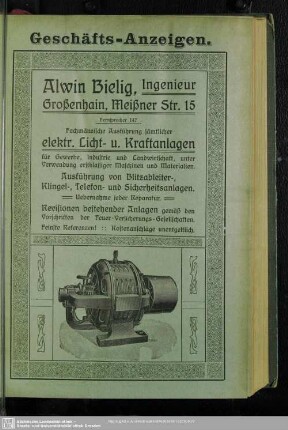 Geschäfts-Anzeigen.
Alwin Bielig, Ingenieur
Großenhain, Meißner Str. 15
Fernsprecher 147
Fachmännische Ausführung sämtlicher
elektr. Licht- u. Kraftanlagen
für Gewerbe, Industrie und Landwirtschaft, unter
Verwendung erstklassiger Maschinen und Materialien.
Ausführung von Blitzableiter-,
Klingel-, Telefon- und Sicherheitsanlagen.
Uebernahme jeder Reparatur.
Revisionen bestehender Anlagen gemäß den
Vorschriften der Feuer-Versicherungs-Gesellschaften.
Feinste Referenzen! :: Kostenanschläge unentgeltlich.